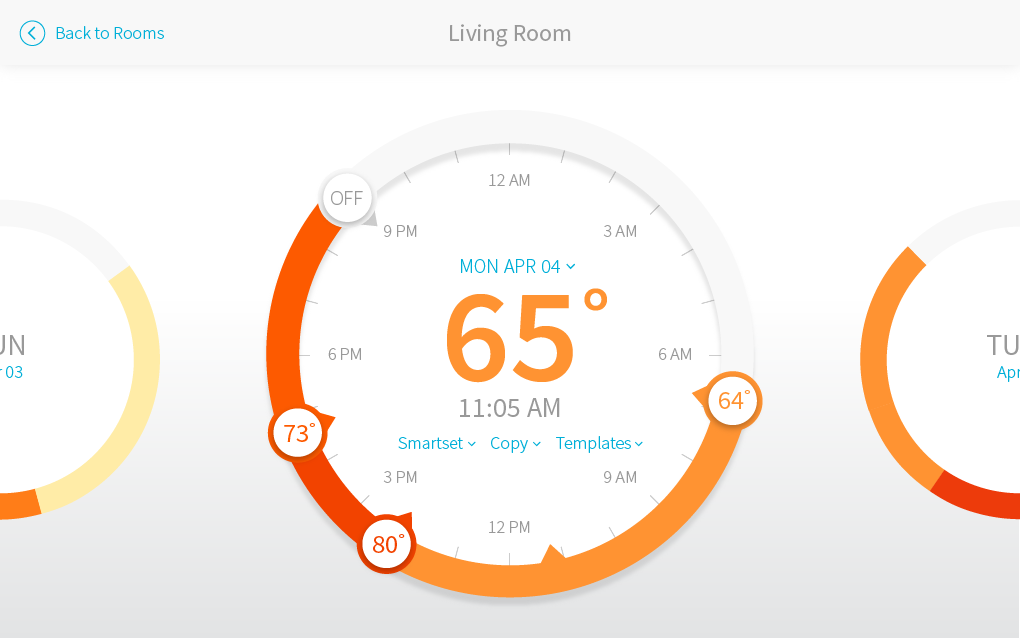 Back to Rooms
Living Room
12 AM
OFF
9 PM
3 AM
MON APR 04
65°
6 PM
6 AM
11:05 AM
64°
73°
Smartset
Copy
Templates
3 PM
9 AM
12 PM
80°
UN
03
TU
Apr